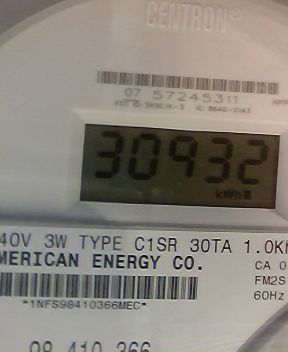 CENTRON®
07 57245311
30932
kWh
40V 3W TYPE C1SR 30TA 1.0K
MERICAN ENERGY CO.
CA 0
FM2S
60Hz
*1NFS98410366MEC*
98 410 366